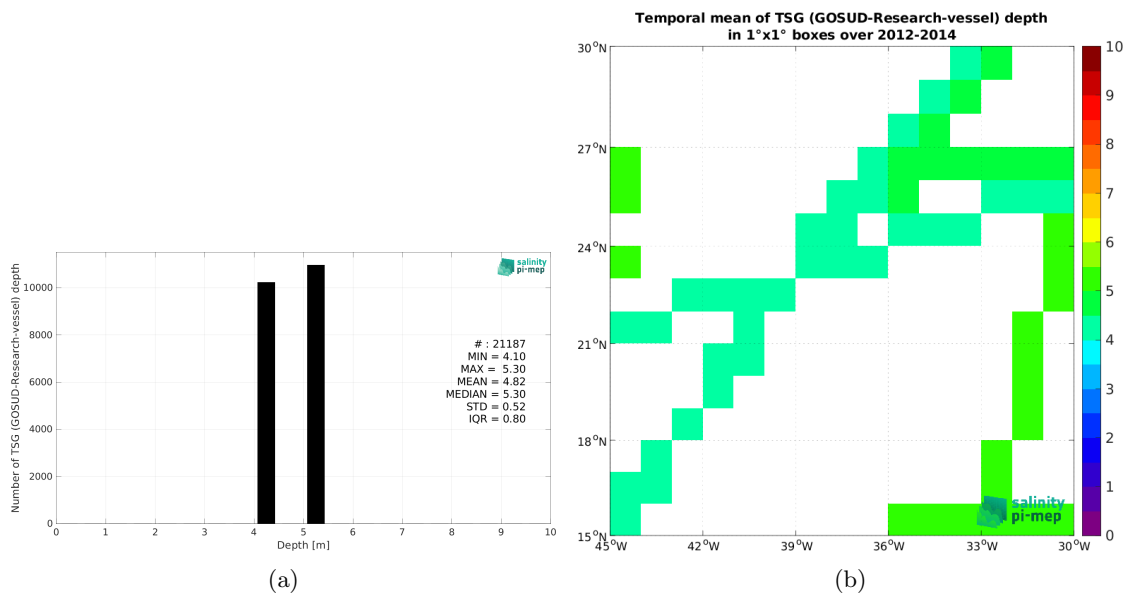 Number of TSG (GOSUD-Research-vessel) depth
10000
8000
6000
4000
2000
0
salinity
pi-mep
# : 21187
MIN = 4.10
MAX = 5.30
MEAN = 4.82
MEDIAN = 5.30
STD = 0.52
IQR = 0.80
0 1 2 3 4 5 6 7 8 9 10
Depth [m]
(a)
Temporal mean of TSG (GOSUD-Research-vessel) depth
in 1°x1° boxes over 2012-2014
30°N
27°N
24°N
21°N
18°N
15°N
45°W 42°W 39°W 36°W 33°W 30°W
salinity
pi-mep
10
9
8
7
6
5
4
3
2
1
0
(b)